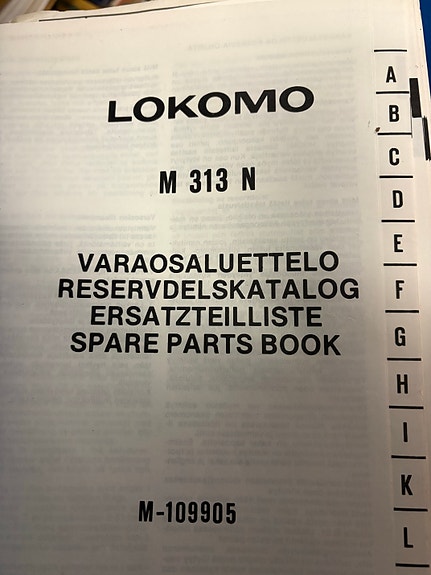 LOKOMO
M 313 N
VARAOSALUETTELO
RESERVDELSKATALOG
ERSATZTEILLISTE
SPARE PARTS BOOK
M-109905
A
B
C
D
E
F
G
H
I
K
L